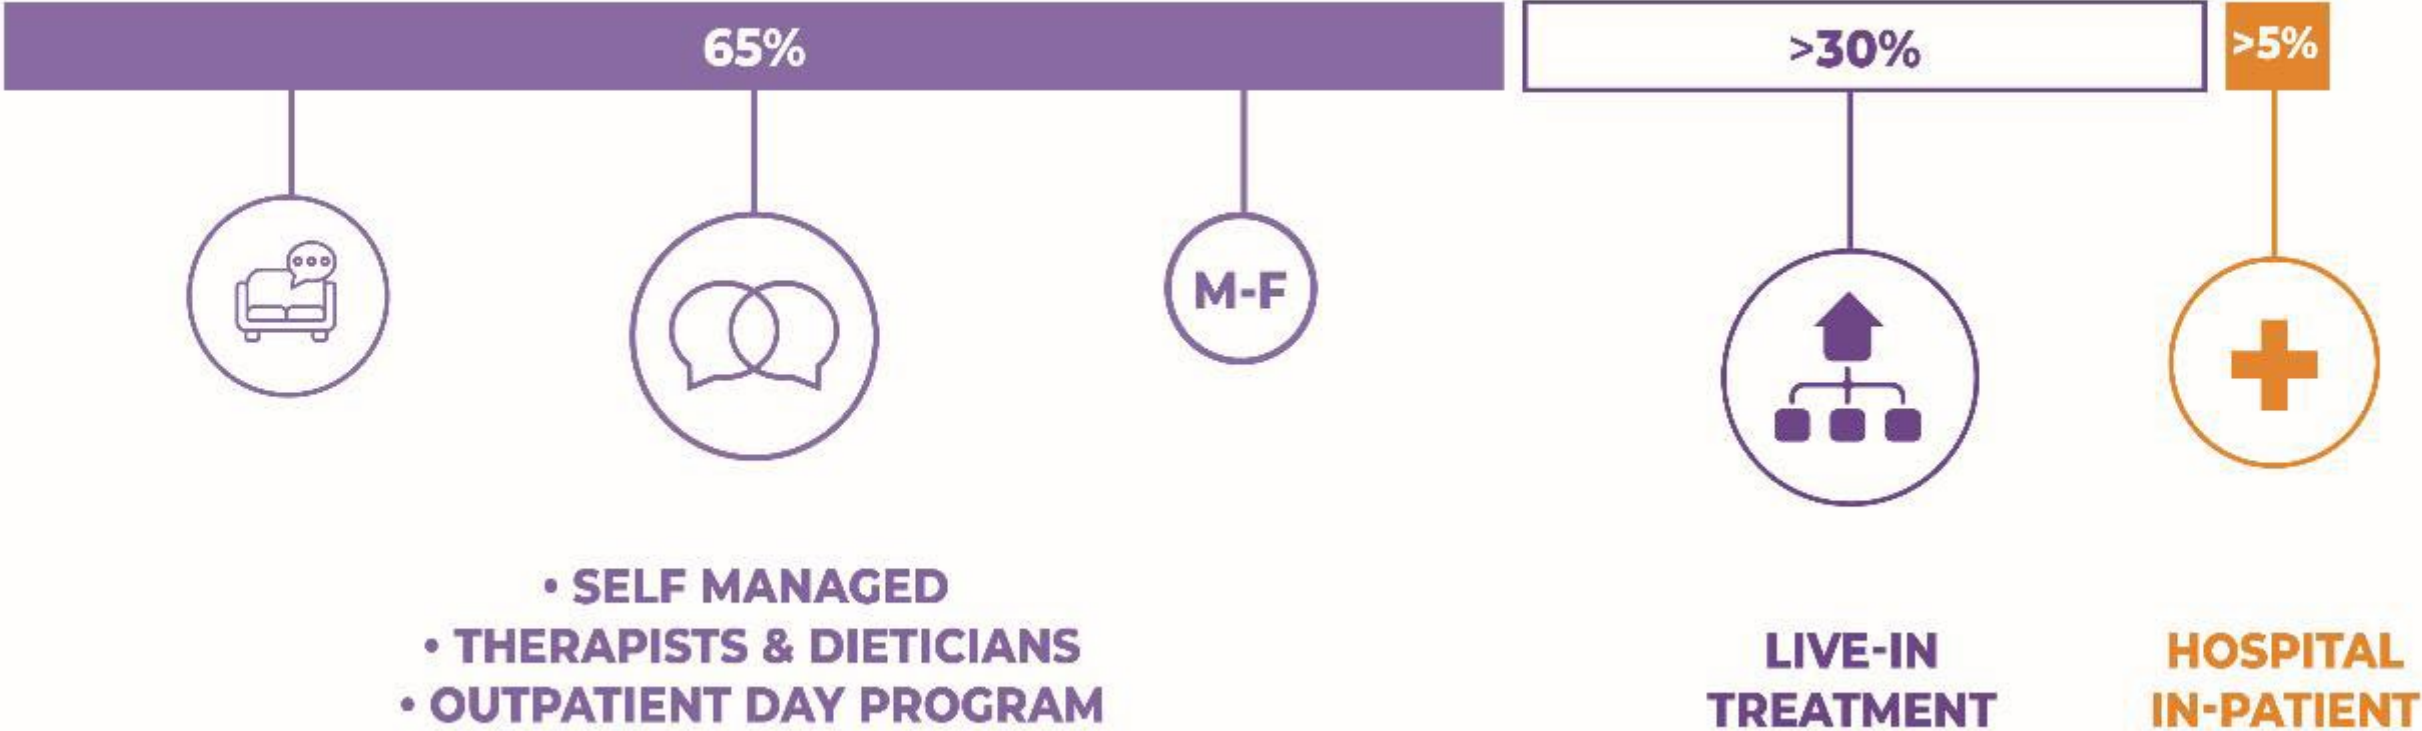 65%
>30%
>5%
M-F
• SELF MANAGED
• THERAPISTS & DIETICIANS
• OUTPATIENT DAY PROGRAM
LIVE-IN
TREATMENT
HOSPITAL
IN-PATIENT